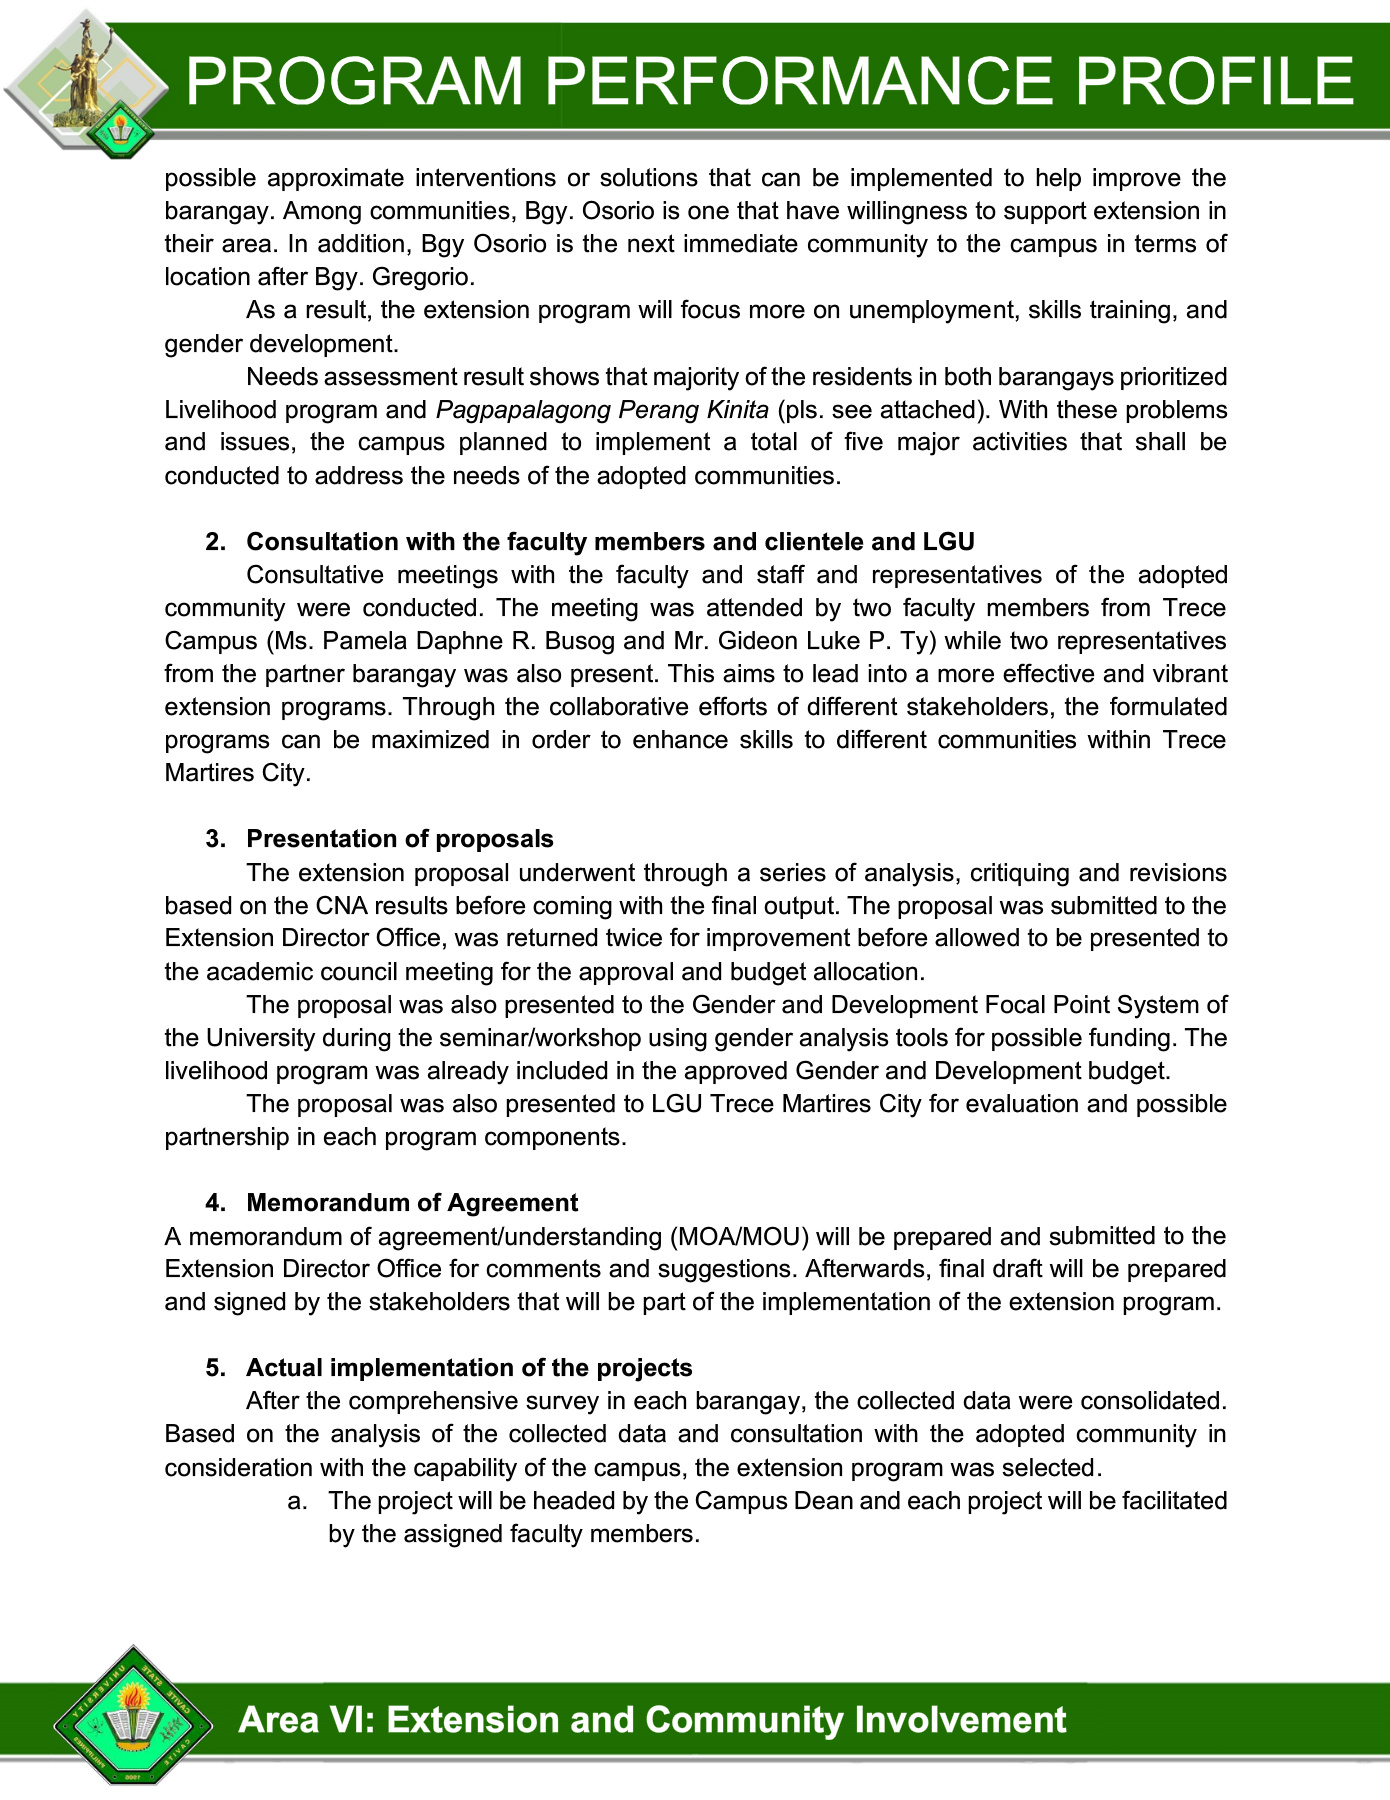 PROGRAM PERFORMANCE PROFILE
possible approximate interventions or solutions that can be implemented to help improve the
barangay. Among communities, Bgy. Osorio is one that have willingness to support extension in
their area. In addition, Bgy Osorio is the next immediate community to the campus in terms of
location after Bgy. Gregorio.
As a result, the extension program will focus more on unemployment, skills training, and
gender development.
Needs assessment result shows that majority of the residents in both barangays prioritized
Livelihood program and Pagpapalagong Perang Kinita (pls. see attached). With these problems
and issues, the campus planned to implement a total of five major activities that shall be
conducted to address the needs of the adopted communities.
2. Consultation with the faculty members and clientele and LGU
Consultative meetings with the faculty and staff and representatives of the adopted
community were conducted. The meeting was attended by two faculty members from Trece
Campus (Ms. Pamela Daphne R. Busog and Mr. Gideon Luke P. Ty) while two representatives
from the partner barangay was also present. This aims to lead into a more effective and vibrant
extension programs. Through the collaborative efforts of different stakeholders, the formulated
programs can be maximized in order to enhance skills to different communities within Trece
Martires City.
3. Presentation of proposals
The extension proposal underwent through a series of analysis, critiquing and revisions
based on the CNA results before coming with the final output. The proposal was submitted to the
Extension Director Office, was returned twice for improvement before allowed to be presented to
the academic council meeting for the approval and budget allocation.
The proposal was also presented to the Gender and Development Focal Point System of
the University during the seminar/workshop using gender analysis tools for possible funding. The
livelihood program was already included in the approved Gender and Development budget.
The proposal was also presented to LGU Trece Martires City for evaluation and possible
partnership in each program components.
4. Memorandum of Agreement
A memorandum of agreement/understanding (MOA/MOU) will be prepared and submitted to the
Extension Director Office for comments and suggestions. Afterwards, final draft will be prepared
and signed by the stakeholders that will be part of the implementation of the extension program.
5. Actual implementation of the projects
After the comprehensive survey in each barangay, the collected data were consolidated.
Based on the analysis of the collected data and consultation with the adopted community in
consideration with the capability of the campus, the extension program was selected.
a. The project will be headed by the Campus Dean and each project will be facilitated
by the assigned faculty members.
CAVITE STATE UNIVERSITY
CAVITE PHILIPPINES
Area VI: Extension and Community Involvement